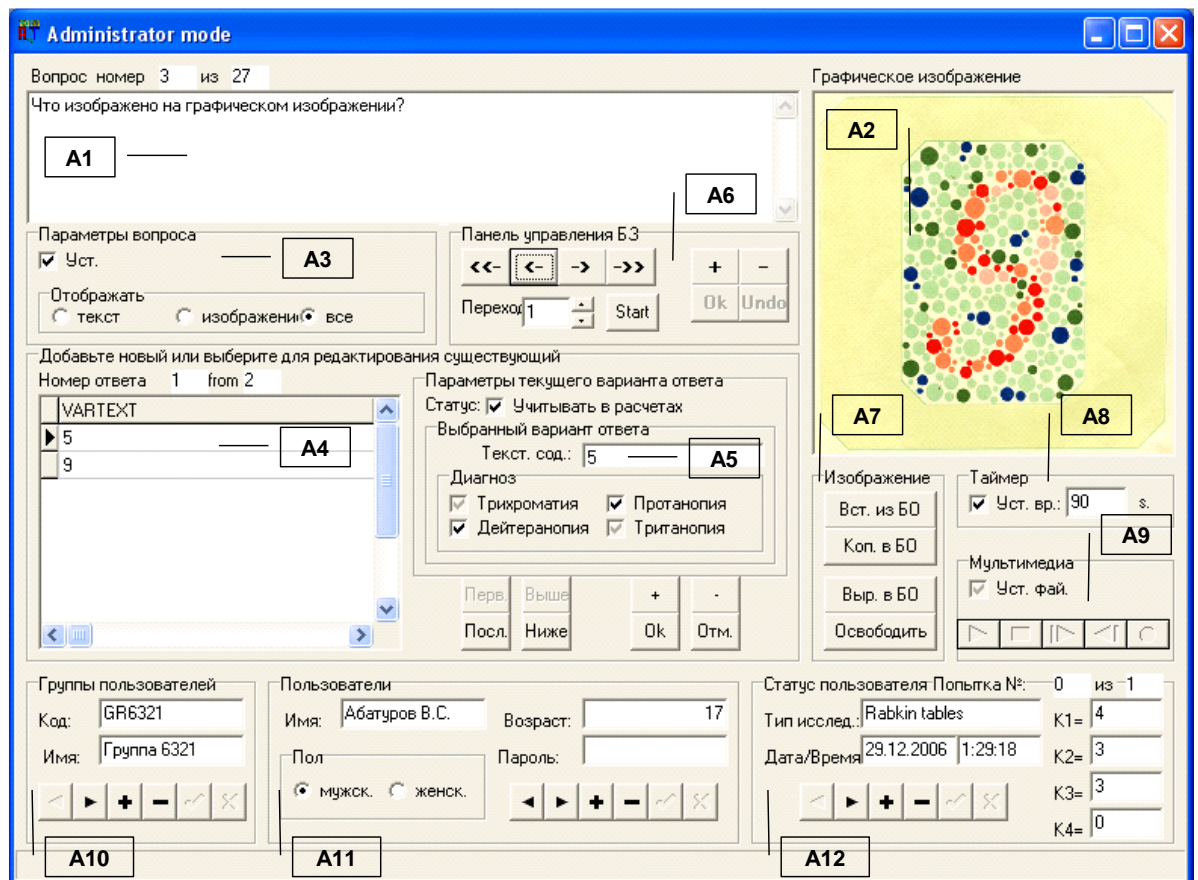 Administrator mode
Вопрос номер 3 из 27
Графическое изображение
Что изображено на графическом изображении?
A1
A2
A6
Параметры вопроса
Уст.
A3
Отображать
текст изображени все
Панель управления БЗ
<<- <- -> ->> + -
Переход 1 Start Ok Undo
Добавьте новый или выберите для редактирования существующий
Номер ответа 1 from 2
VARTEXT
5
9
A4
Параметры текущего варианта ответа
Статус: Учитывать в расчетах
Выбранный вариант ответа
Текст. сод.: 5
A5
Диагноз
Трихроматия Протанопия
Дейтеранопия Тританопия
Перв. Выше + -
Посл. Ниже Ok Отм.
A7
A8
Изображение
Вст. из БО
Коп. в БО
Выр. в БО
Освободить
Таймер
Уст. вр.: 90 s.
A9
Мультимедиа
Уст. фай.
Группы пользователей
Код: GR6321
Имя: Группа 6321
A10
Пользователи
Имя: Абатуров В.С. Возраст: 17
Пол Пароль:
мужск. женск.
A11
Статус пользователя Попытка №: 0 из 1
Тип исслед.: Rabkin tables K1= 4
Дата/Время 29.12.2006 1:29:18 K2= 3
K3= 3
K4= 0
A12